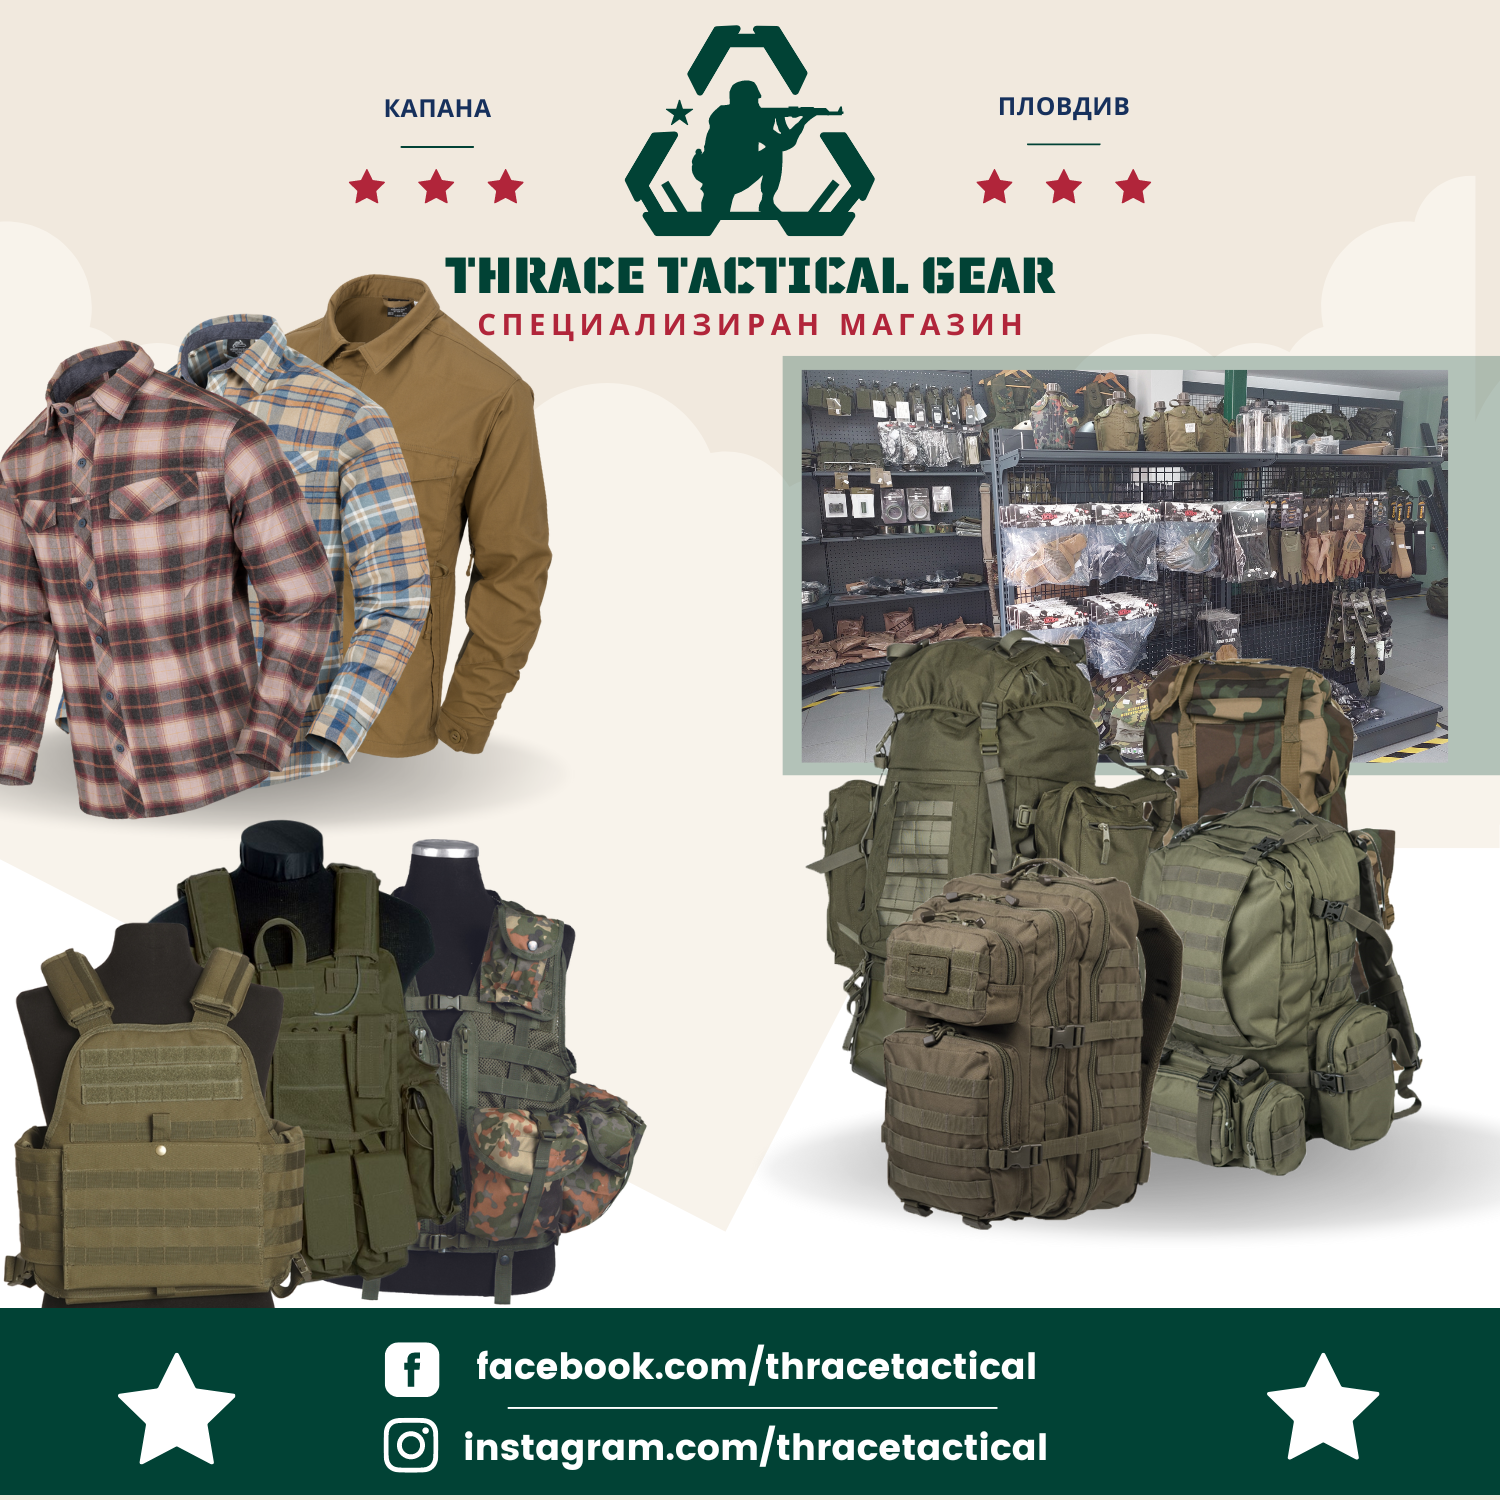 КАПАНА
ПЛОВДИВ
THRACE TACTICAL GEAR
СПЕЦИАЛИЗИРАН МАГАЗИН
facebook.com/thracetactical
instagram.com/thracetactical